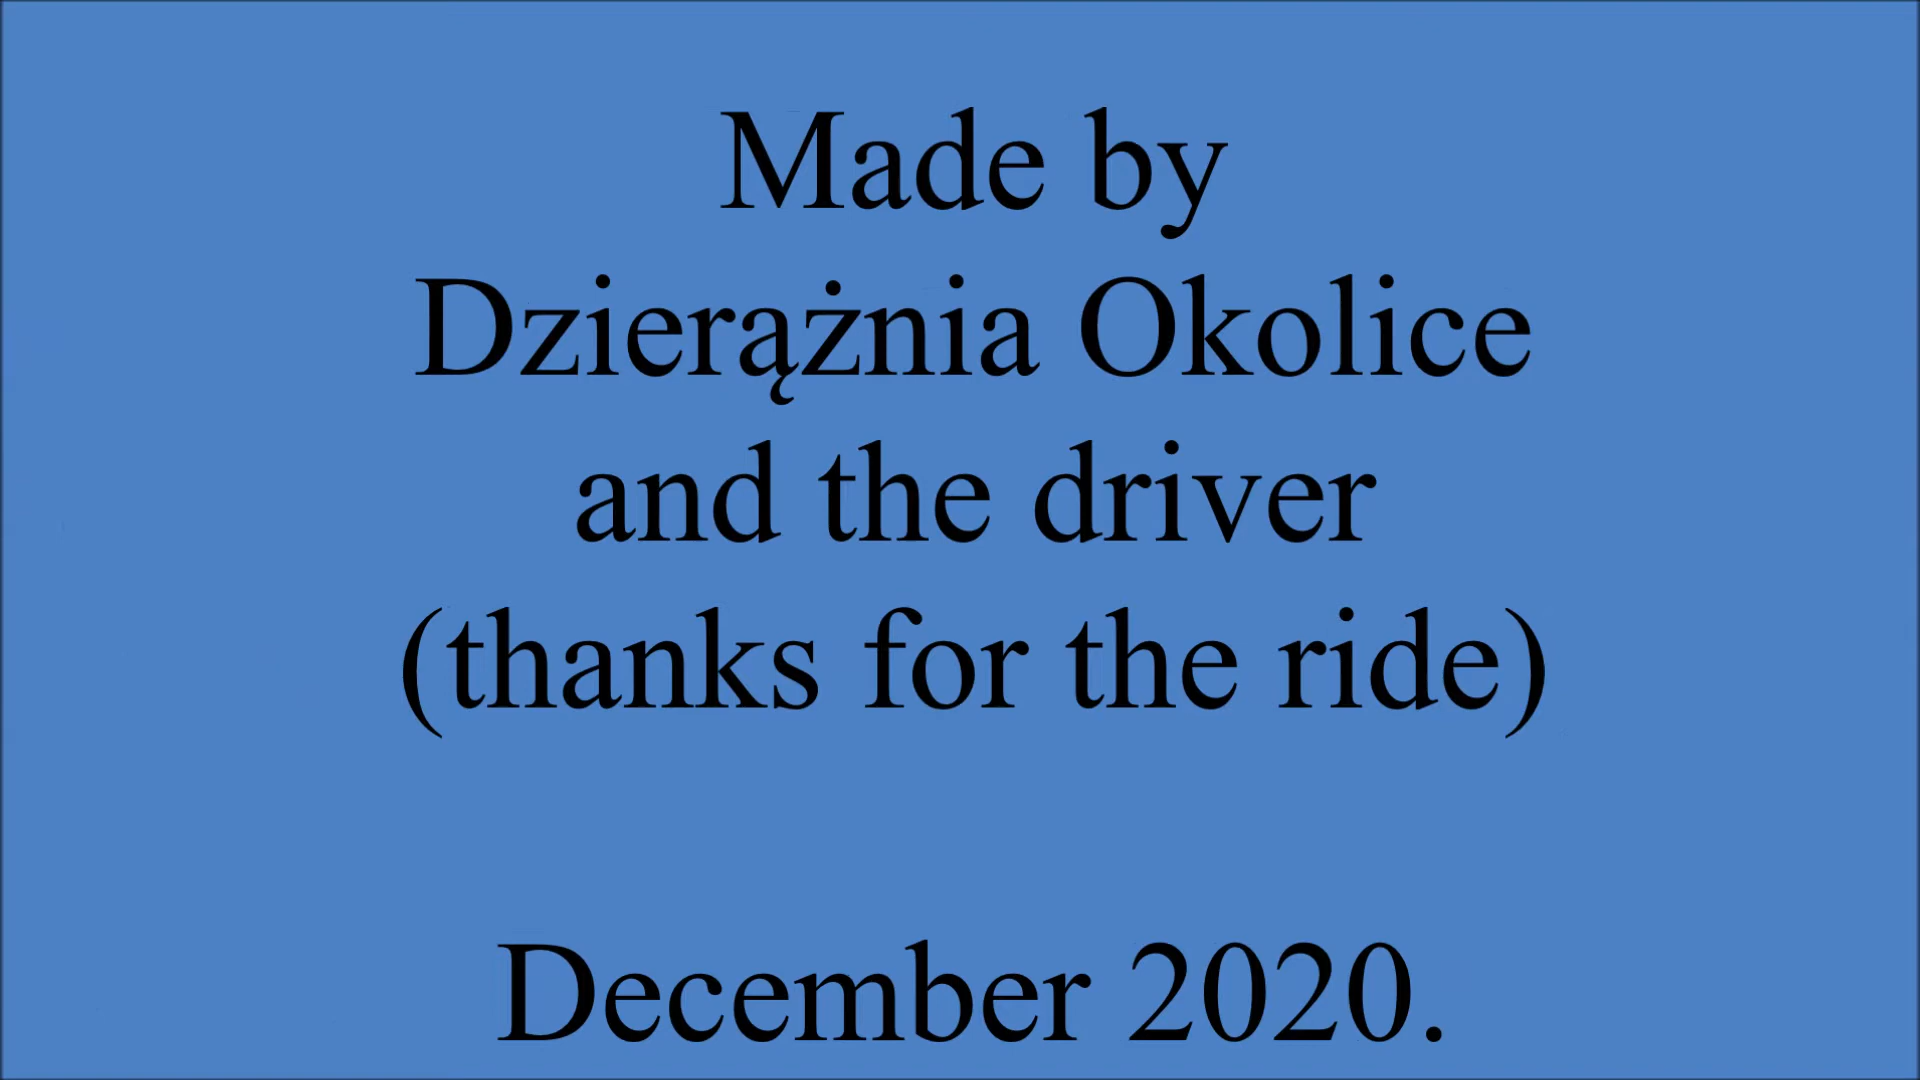 Made by
Dzierążnia Okolice
and the driver
(thanks for the ride)
December 2020.